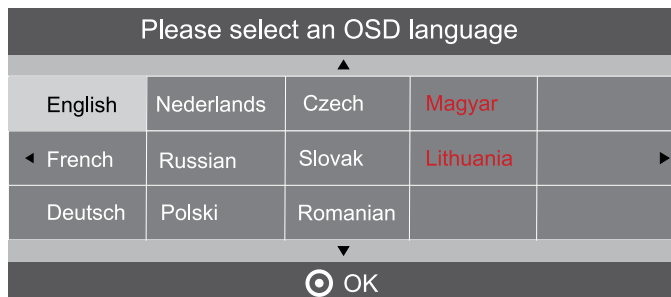 Please select an OSD language
English Nederlands Czech Magyar
French Russian Slovak Lithuania
Deutsch Polski Romanian
OK